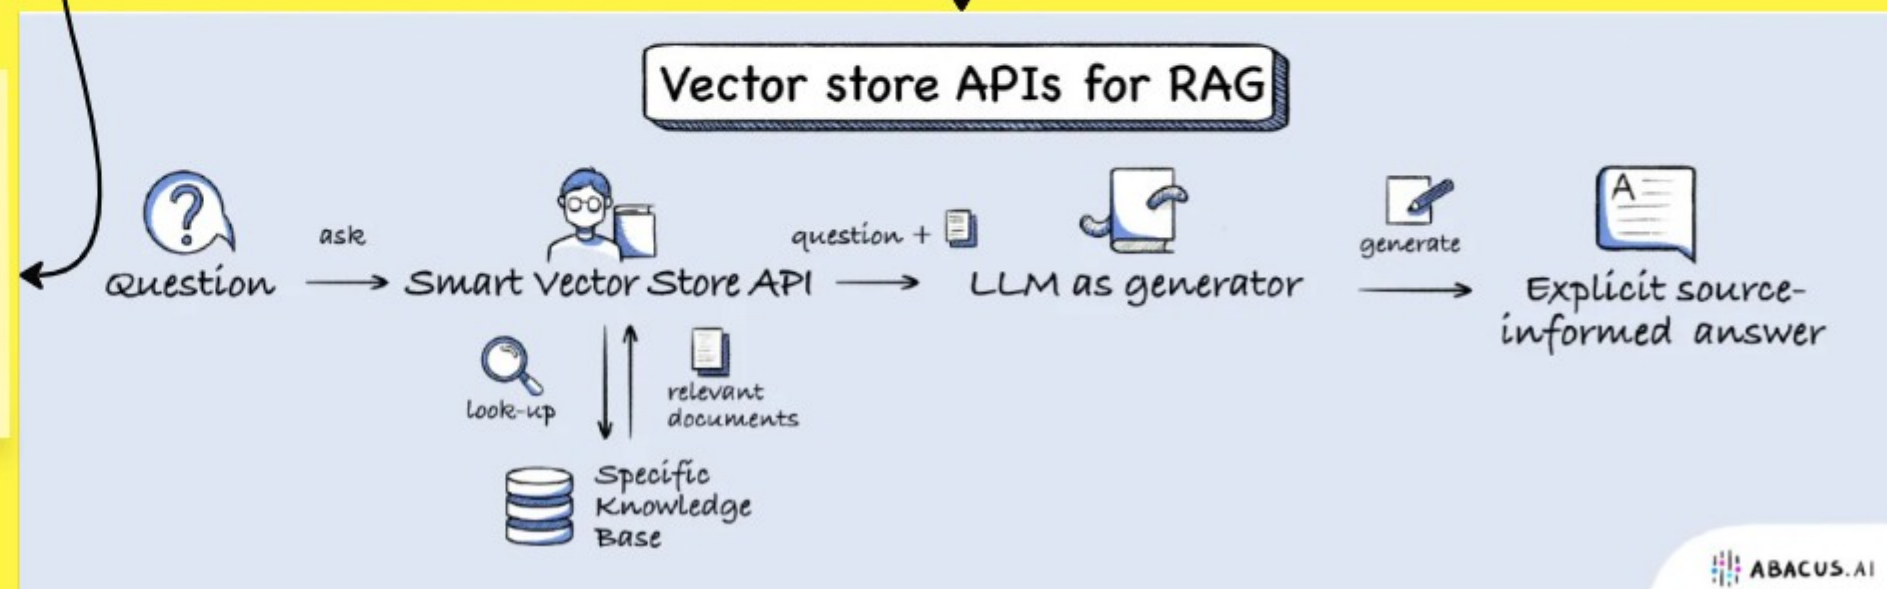 Vector store APIs for RAG
ask
question +
generate
A
Question
Smart Vector Store API
LLM as generator
Explicit source-
informed answer
look-up
relevant
documents
Specific
Knowledge
Base
ABACUS.AI